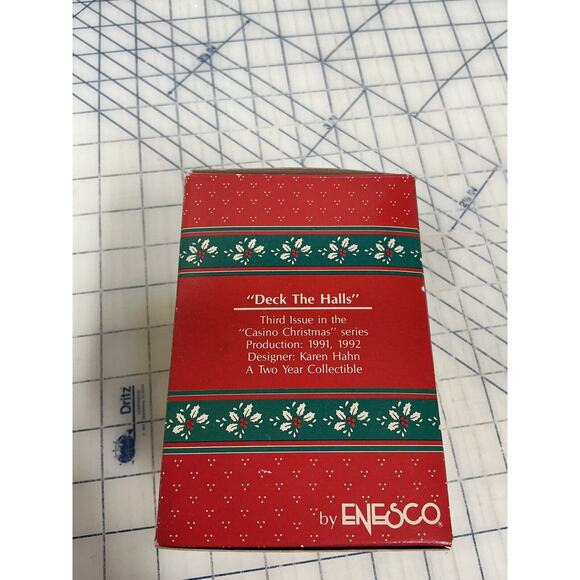 "Deck The Halls"
Third Issue in the
"Casino Christmas" series
Production: 1991, 1992
Designer: Karen Hahn
A Two Year Collectible
by ENESCO
Dritz